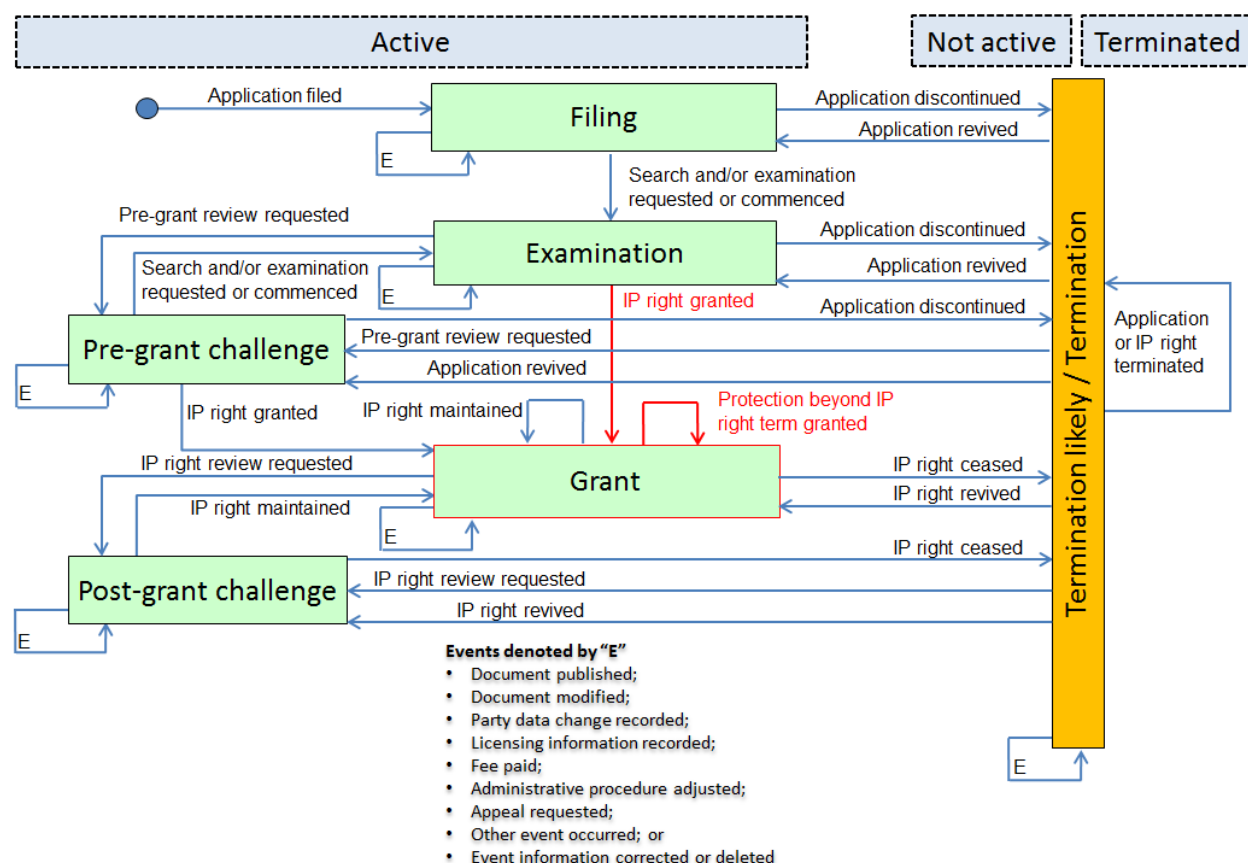 Active
Not active
Terminated
Application filed
Filing
Application discontinued
Application revived
E
Search and/or examination
requested or commenced
Pre-grant review requested
Examination
Application discontinued
Search and/or examination
requested or commenced
Application revived
E
IP right granted
Application discontinued
Pre-grant challenge
Pre-grant review requested
Application revived
E
Application
or IP right
terminated
IP right granted
IP right maintained
Protection beyond IP
right term granted
IP right review requested
Grant
IP right ceased
IP right revived
IP right maintained
E
IP right ceased
Post-grant challenge
IP right review requested
IP right revived
E
Termination likely / Termination
E
Events denoted by “E”
• Document published;
• Document modified;
• Party data change recorded;
• Licensing information recorded;
• Fee paid;
• Administrative procedure adjusted;
• Appeal requested;
• Other event occurred; or
• Event information corrected or deleted